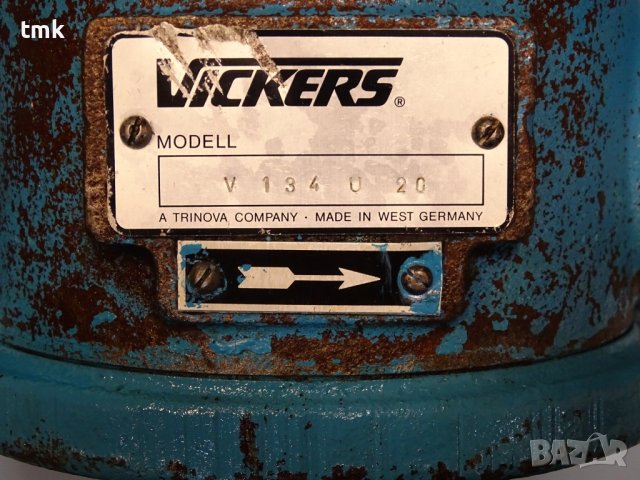 tmk
VICKERS®
MODELL
V 134 U 20
A TRINOVA COMPANY · MADE IN WEST GERMANY
BAZAR